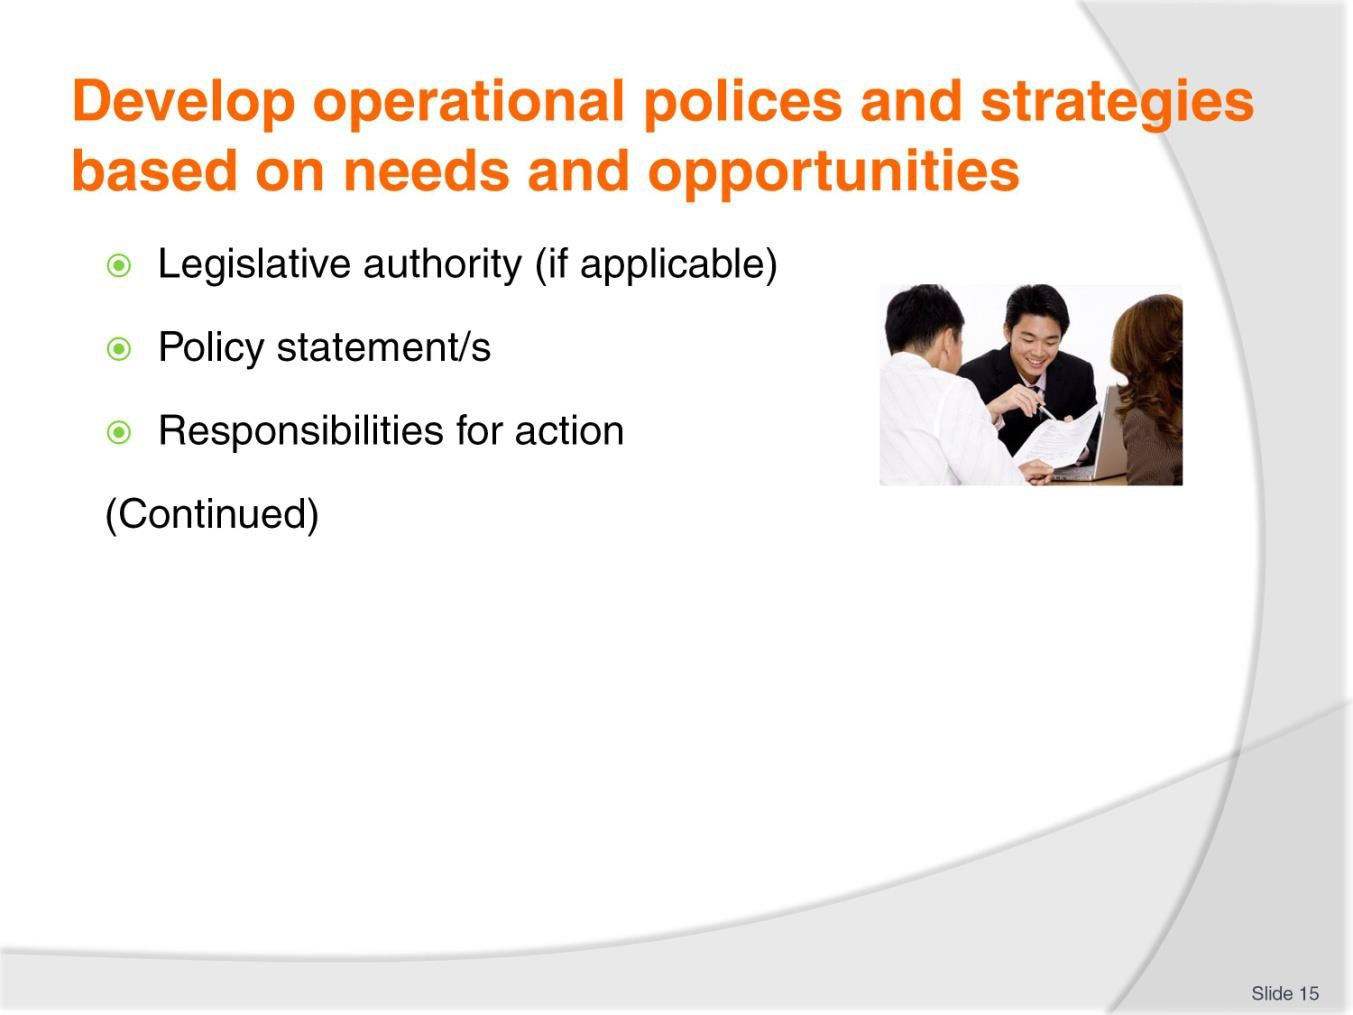 Develop operational polices and strategies
based on needs and opportunities
Legislative authority (if applicable)
Policy statement/s
Responsibilities for action
(Continued)
Slide 15